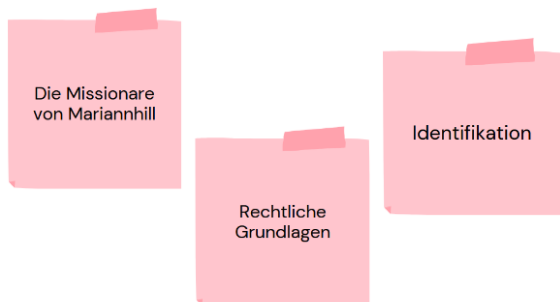 Die Missionare
von Mariannhill
Rechtliche
Grundlagen
Identifikation